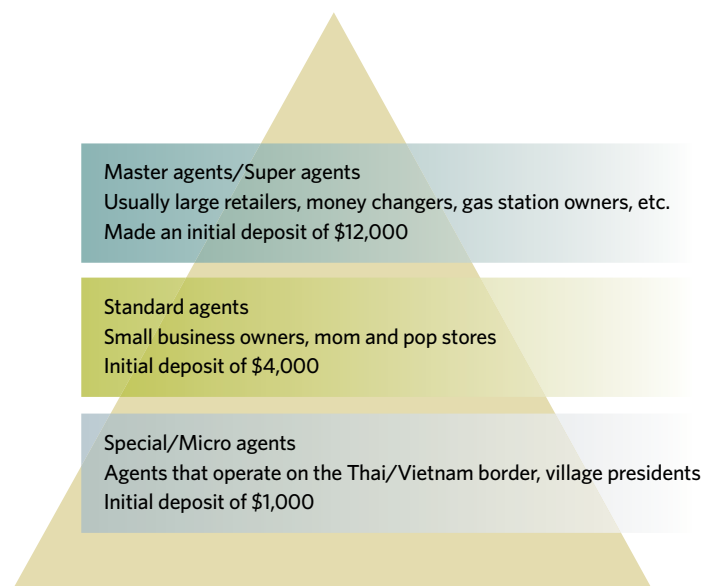 Master agents/Super agents
Usually large retailers, money changers, gas station owners, etc.
Made an initial deposit of $12,000
Standard agents
Small business owners, mom and pop stores
Initial deposit of $4,000
Special/Micro agents
Agents that operate on the Thai/Vietnam border, village presidents
Initial deposit of $1,000